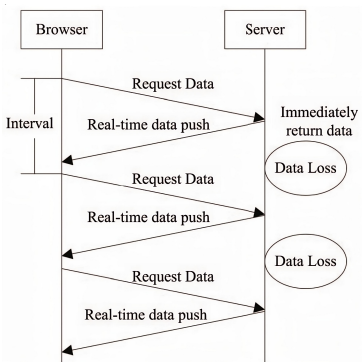 Browser
Server
Request Data
Immediately
return data
Interval
Real-time data push
Data Loss
Request Data
Real-time data push
Data Loss
Request Data
Real-time data push